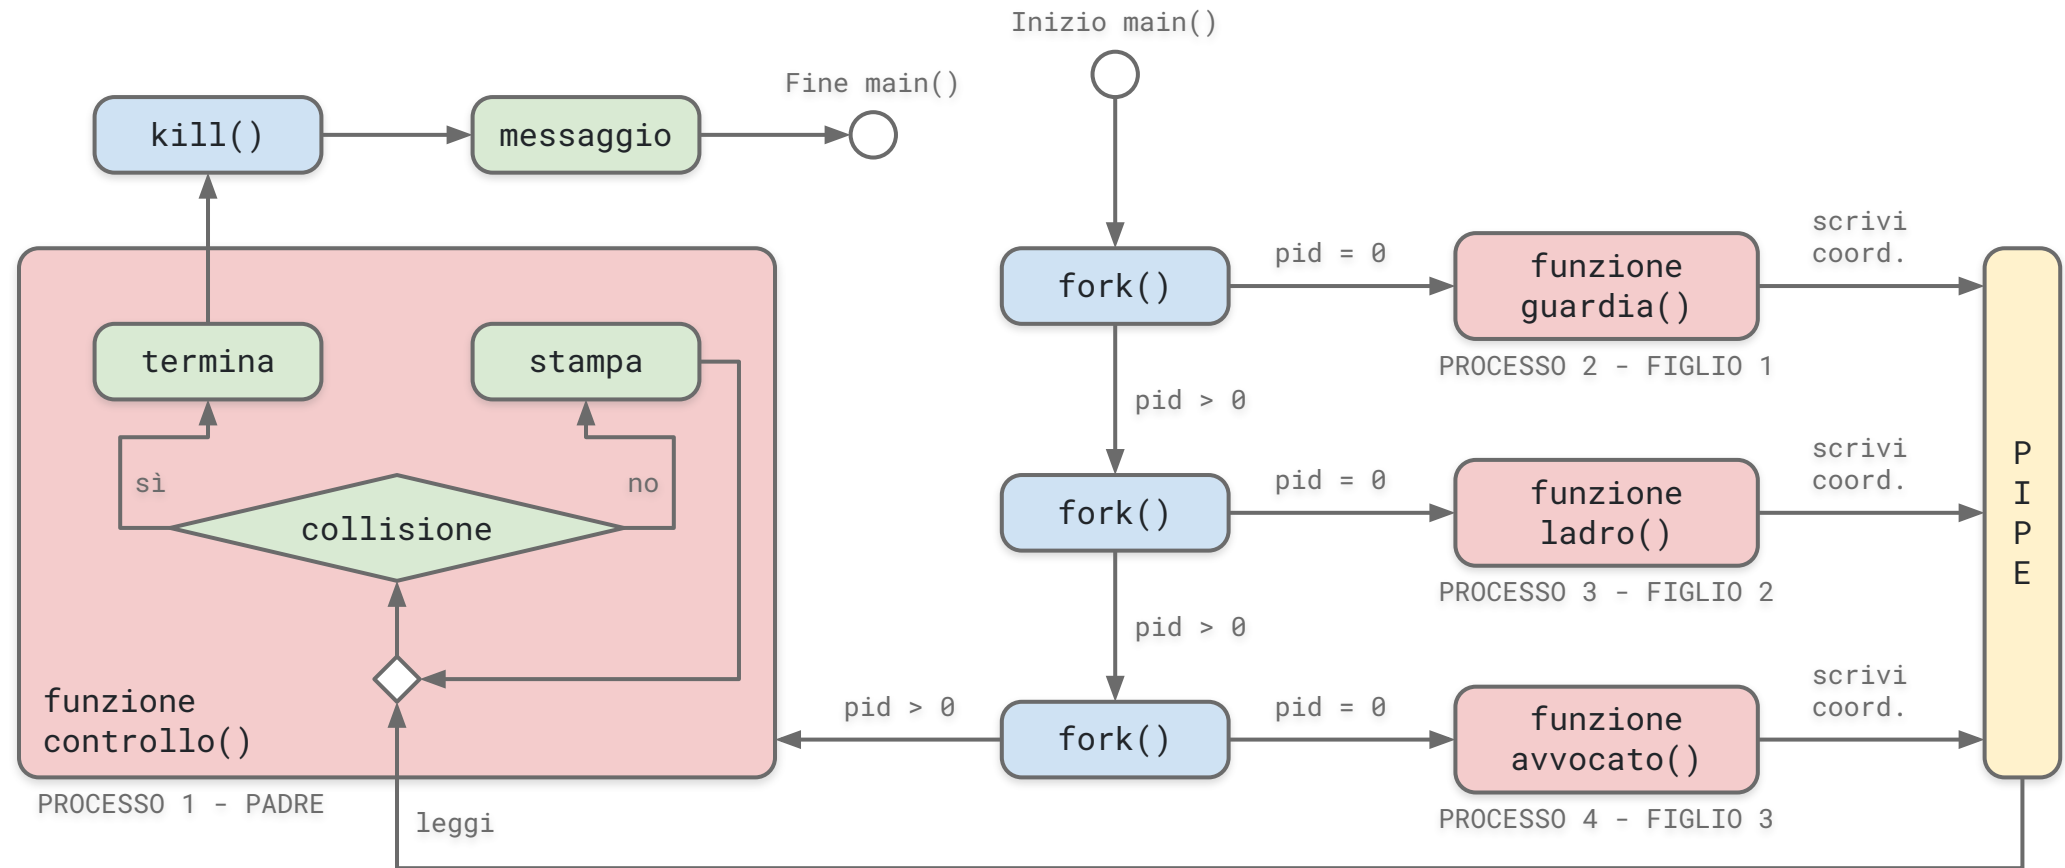 Inizio main()
Fine main()
kill()
messaggio
scrivi
coord.
fork()
pid = 0
funzione
guardia()
PROCESSO 2 - FIGLIO 1
termina
stampa
pid > 0
sì
no
collisione
fork()
pid = 0
funzione
ladro()
scrivi
coord.
PROCESSO 3 - FIGLIO 2
P
I
P
E
pid > 0
funzione
controllo()
pid > 0
fork()
pid = 0
funzione
avvocato()
scrivi
coord.
PROCESSO 1 - PADRE
leggi
PROCESSO 4 - FIGLIO 3